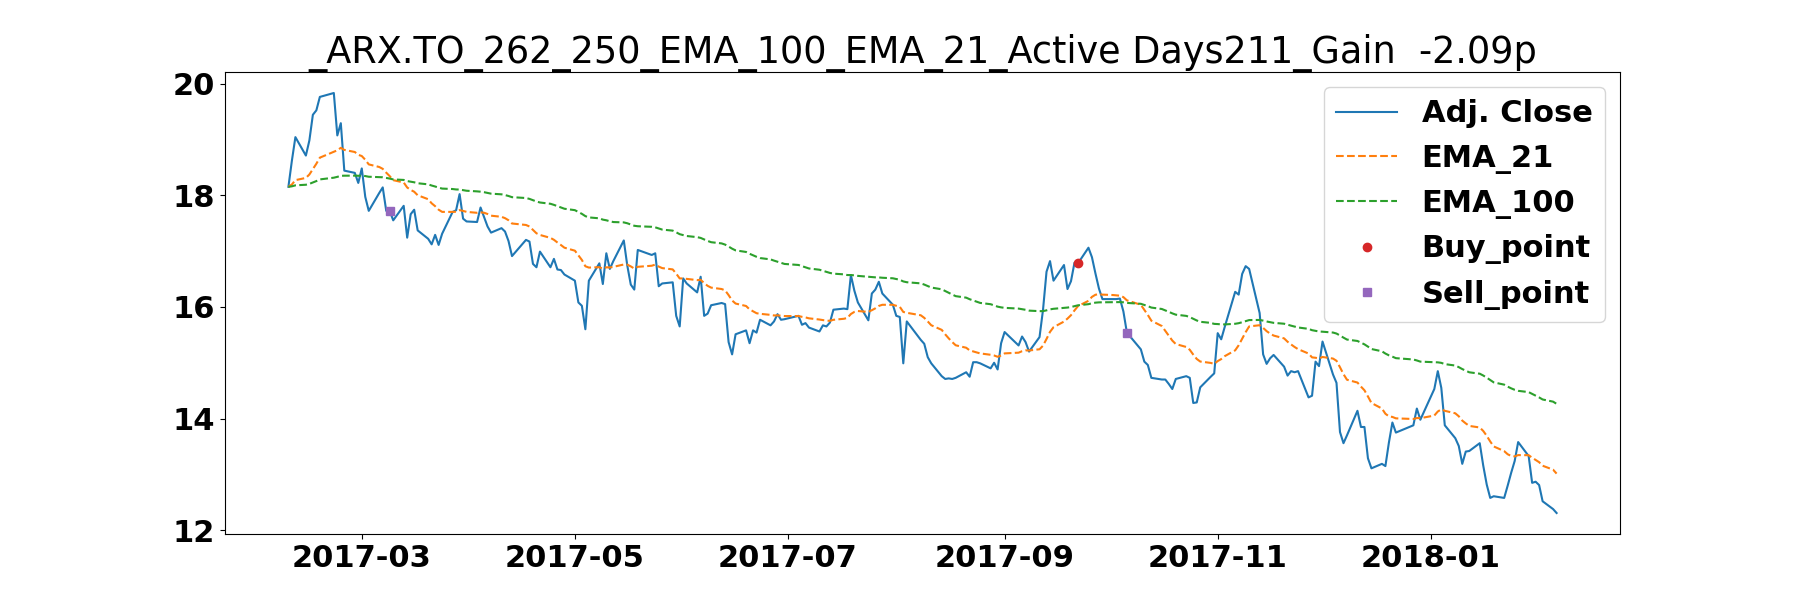 _ARX.TO_262_250_EMA_100_EMA_21_Active Days211_Gain  -2.09p
20
18
16
14
12
Adj. Close
EMA_21
EMA_100
Buy_point
Sell_point
2017-03 2017-05 2017-07 2017-09 2017-11 2018-01